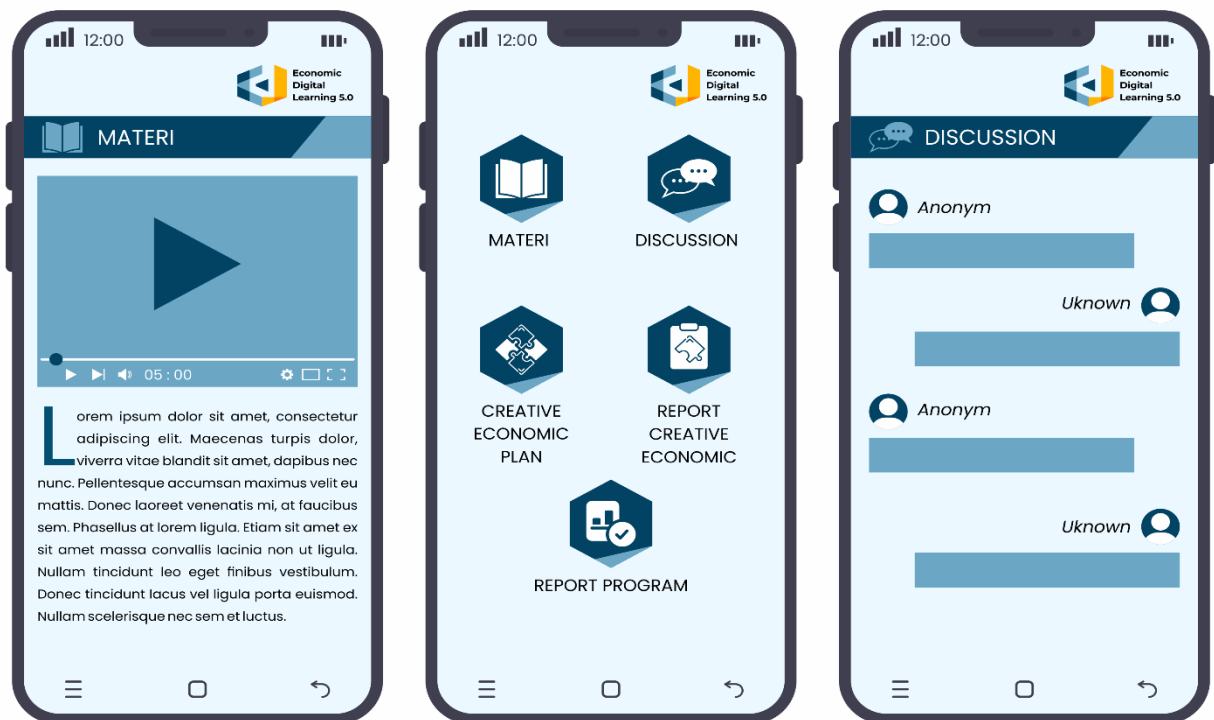 12:00
Economic
Digital
Learning 5.0
MATERI
05 : 00
Lorem ipsum dolor sit amet, consectetur
adipiscing elit. Maecenas turpis dolor,
viverra vitae blandit sit amet, dapibus nec
nunc. Pellentesque accumsan maximus velit eu
mattis. Donec laoreet venenatis mi, at faucibus
sem. Phasellus at lorem ligula. Etiam sit amet ex
sit amet massa convallis lacinia non ut ligula.
Nullam tincidunt leo eget finibus vestibulum.
Donec tincidunt lacus vel ligula porta euismod.
Nullam scelerisque nec sem et luctus.
12:00
Economic
Digital
Learning 5.0
MATERI
DISCUSSION
CREATIVE
ECONOMIC
PLAN
REPORT
CREATIVE
ECONOMIC
REPORT PROGRAM
12:00
Economic
Digital
Learning 5.0
DISCUSSION
Anonym
Uknown
Anonym
Uknown